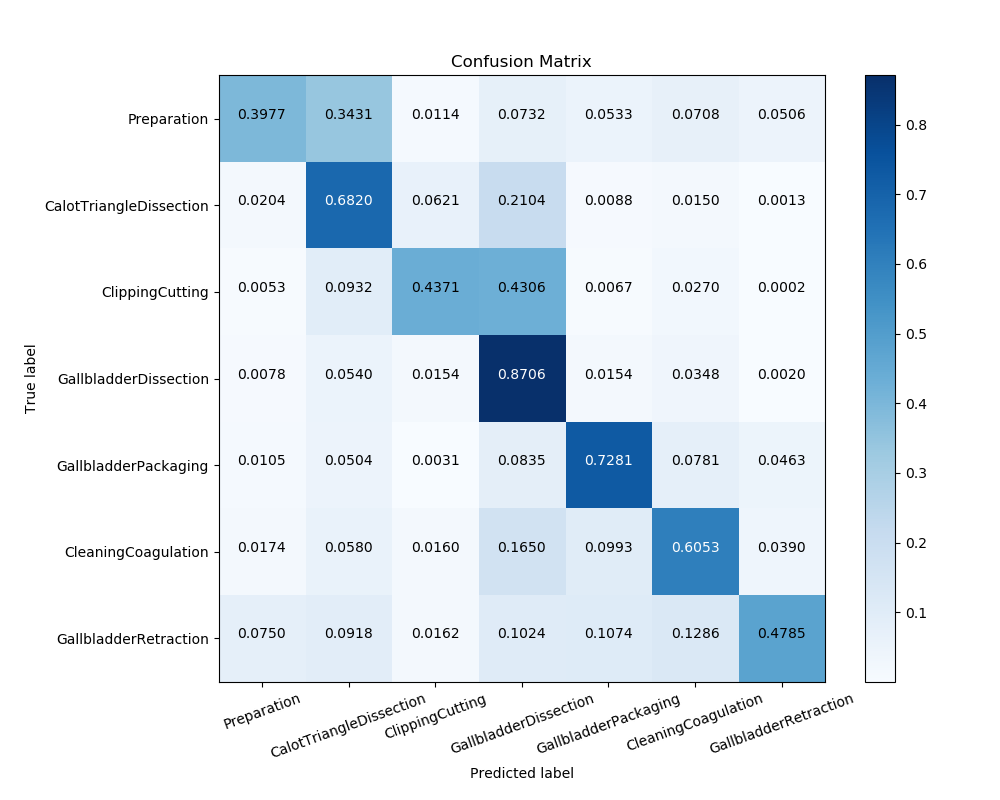 Confusion Matrix
Preparation 0.3977 0.3431 0.0114 0.0732 0.0533 0.0708 0.0506
CalotTriangleDissection 0.0204 0.6820 0.0621 0.2104 0.0088 0.0150 0.0013
ClippingCutting 0.0053 0.0932 0.4371 0.4306 0.0067 0.0270 0.0002
GallbladderDissection 0.0078 0.0540 0.0154 0.8706 0.0154 0.0348 0.0020
GallbladderPackaging 0.0105 0.0504 0.0031 0.0835 0.7281 0.0781 0.0463
CleaningCoagulation 0.0174 0.0580 0.0160 0.1650 0.0993 0.6053 0.0390
GallbladderRetraction 0.0750 0.0918 0.0162 0.1024 0.1074 0.1286 0.4785
True label
Preparation CalotTriangleDissection ClippingCutting GallbladderDissection GallbladderPackaging CleaningCoagulation GallbladderRetraction
Predicted label
0.8
0.7
0.6
0.5
0.4
0.3
0.2
0.1